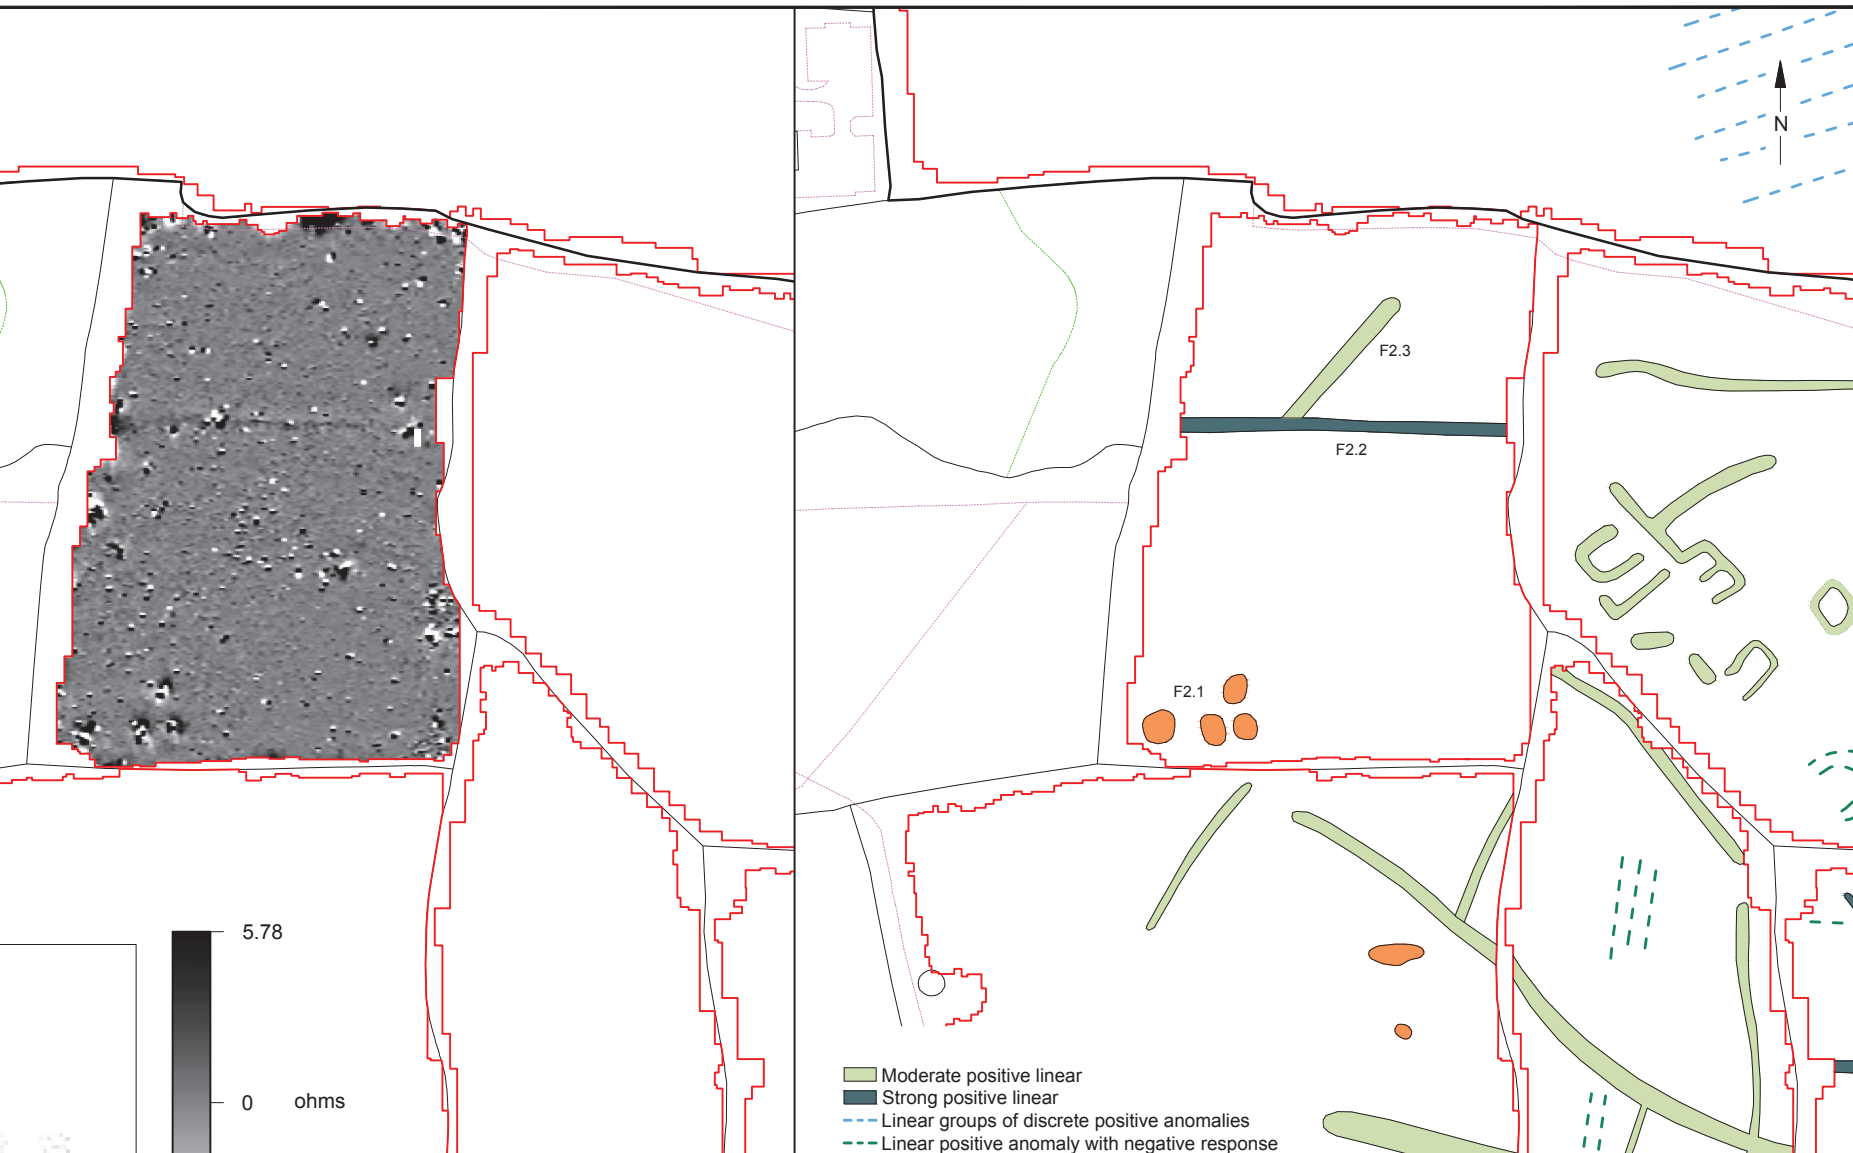 N
F2.3
F2.2
F2.1
5.78
0 ohms
Moderate positive linear
Strong positive linear
Linear groups of discrete positive anomalies
Linear positive anomaly with negative response